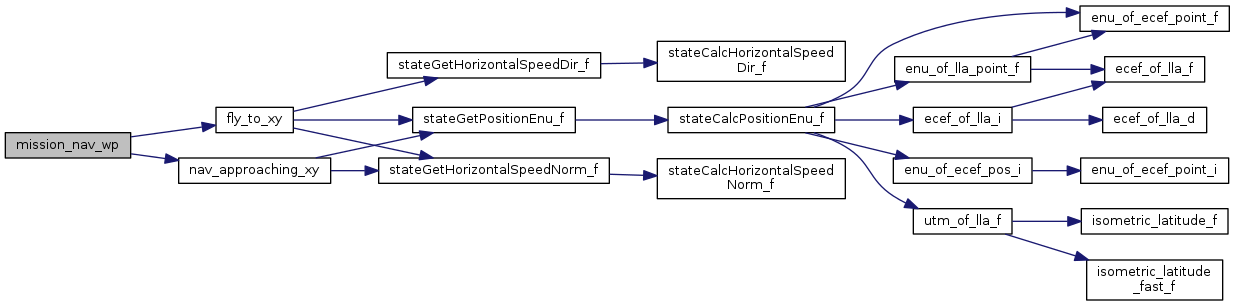 mission_nav_wp
fly_to_xy
nav_approaching_xy
stateGetHorizontalSpeedDir_f
stateGetPositionEnu_f
stateGetHorizontalSpeedNorm_f
stateCalcHorizontalSpeed
Dir_f
stateCalcPositionEnu_f
stateCalcHorizontalSpeed
Norm_f
enu_of_lla_point_f
ecef_of_lla_i
enu_of_ecef_pos_i
utm_of_lla_f
enu_of_ecef_point_f
ecef_of_lla_f
ecef_of_lla_d
enu_of_ecef_point_i
isometric_latitude_f
isometric_latitude
_fast_f